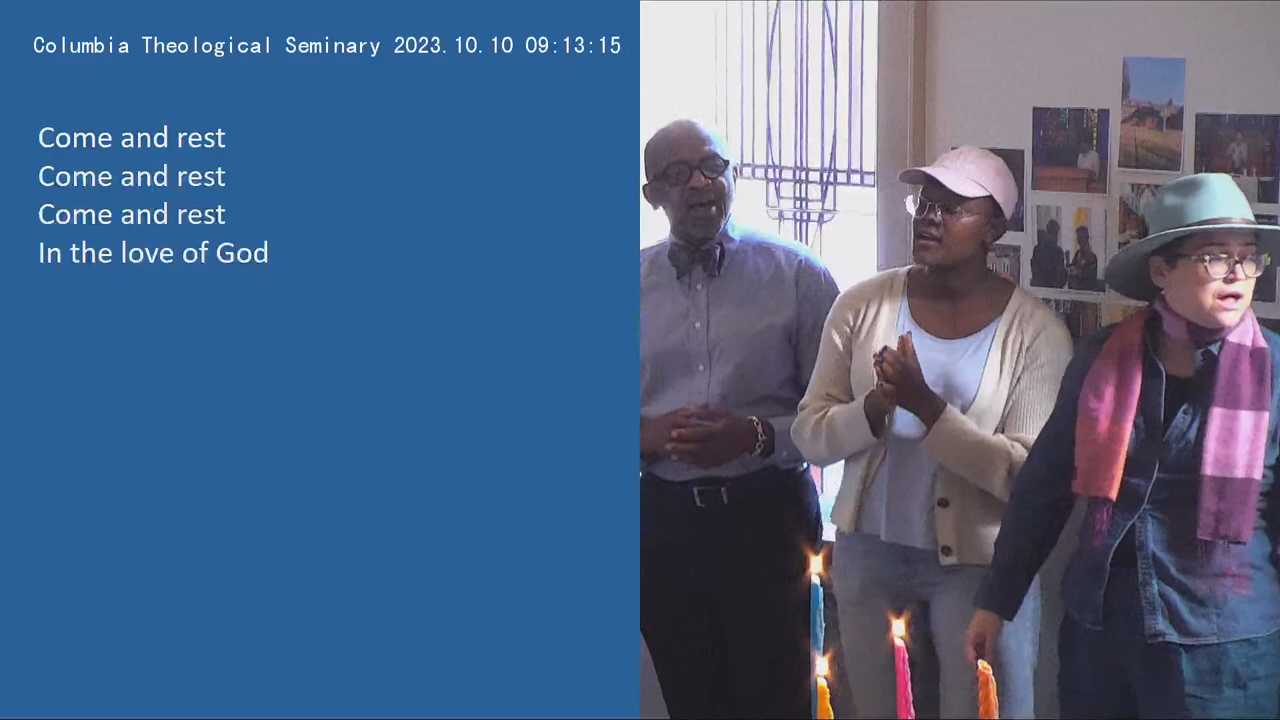 Columbia Theological Seminary 2023.10.10 09:13:15
Come and rest
Come and rest
Come and rest
In the love of God